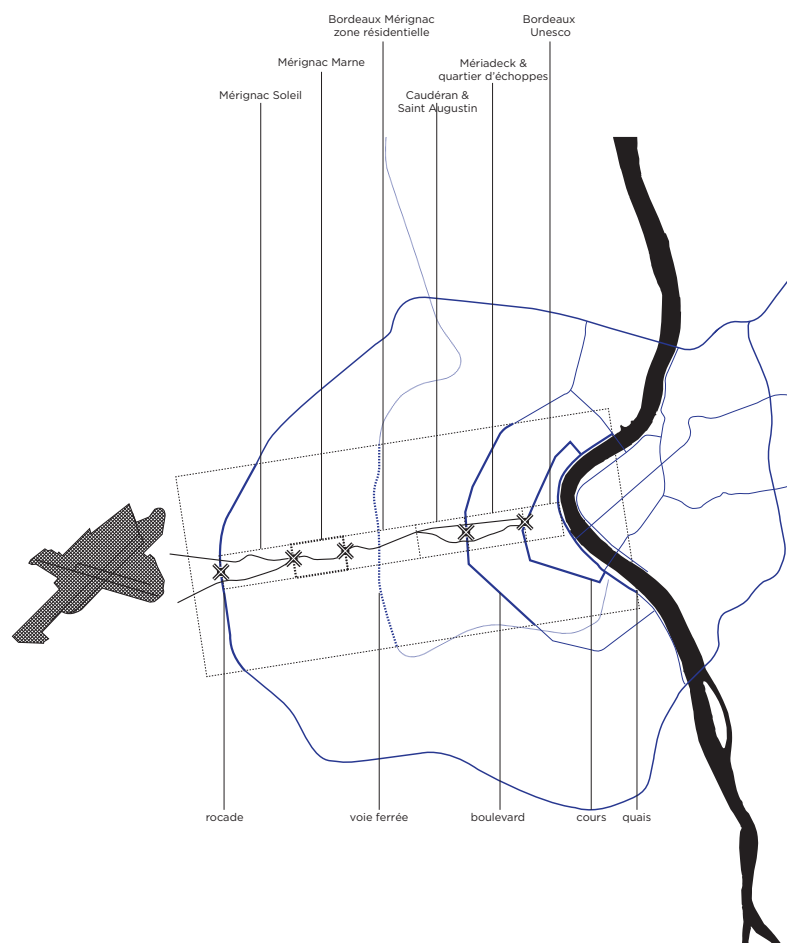 Bordeaux Mérignac
zone résidentielle
Bordeaux
Unesco
Mérignac Marne
Mériadeck &
quartier d'échoppes
Mérignac Soleil
Caudéran &
Saint Augustin
rocade
voie ferrée
boulevard
cours
quais